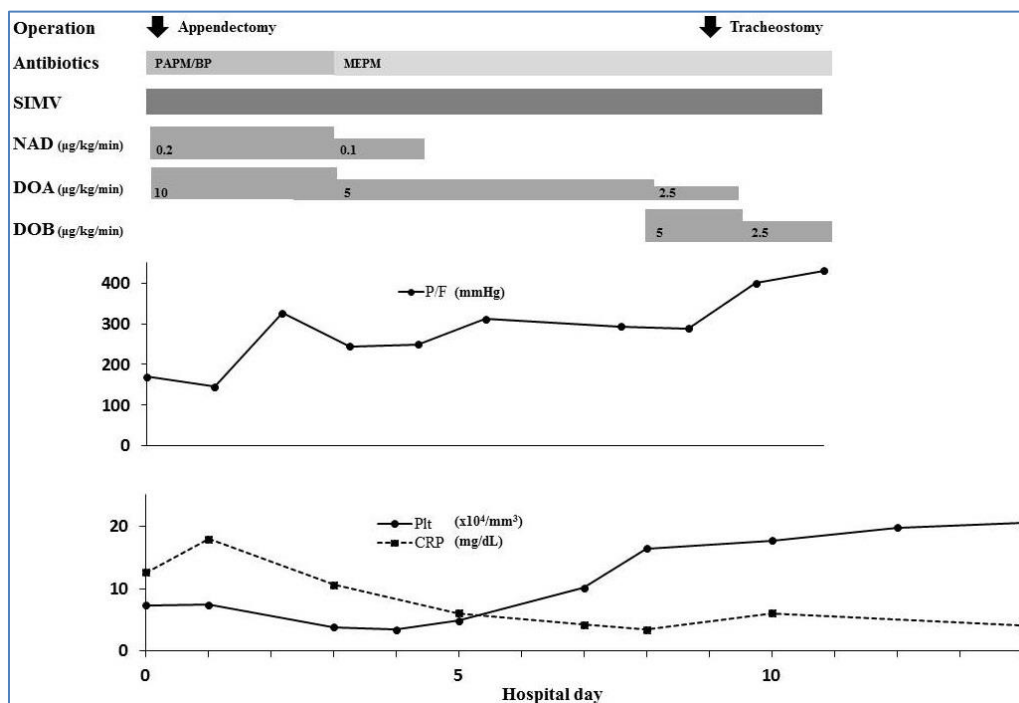 Operation Appendectomy Tracheostomy
Antibiotics PAPM/BP MEPM
SIMV
NAD (μg/kg/min) 0.2 0.1
DOA (μg/kg/min) 10 5 2.5
DOB (μg/kg/min) 5 2.5
400
P/F (mmHg)
300
200
100
0
20
Plt (x10⁴/mm³)
CRP (mg/dL)
10
0
0 5 10
Hospital day